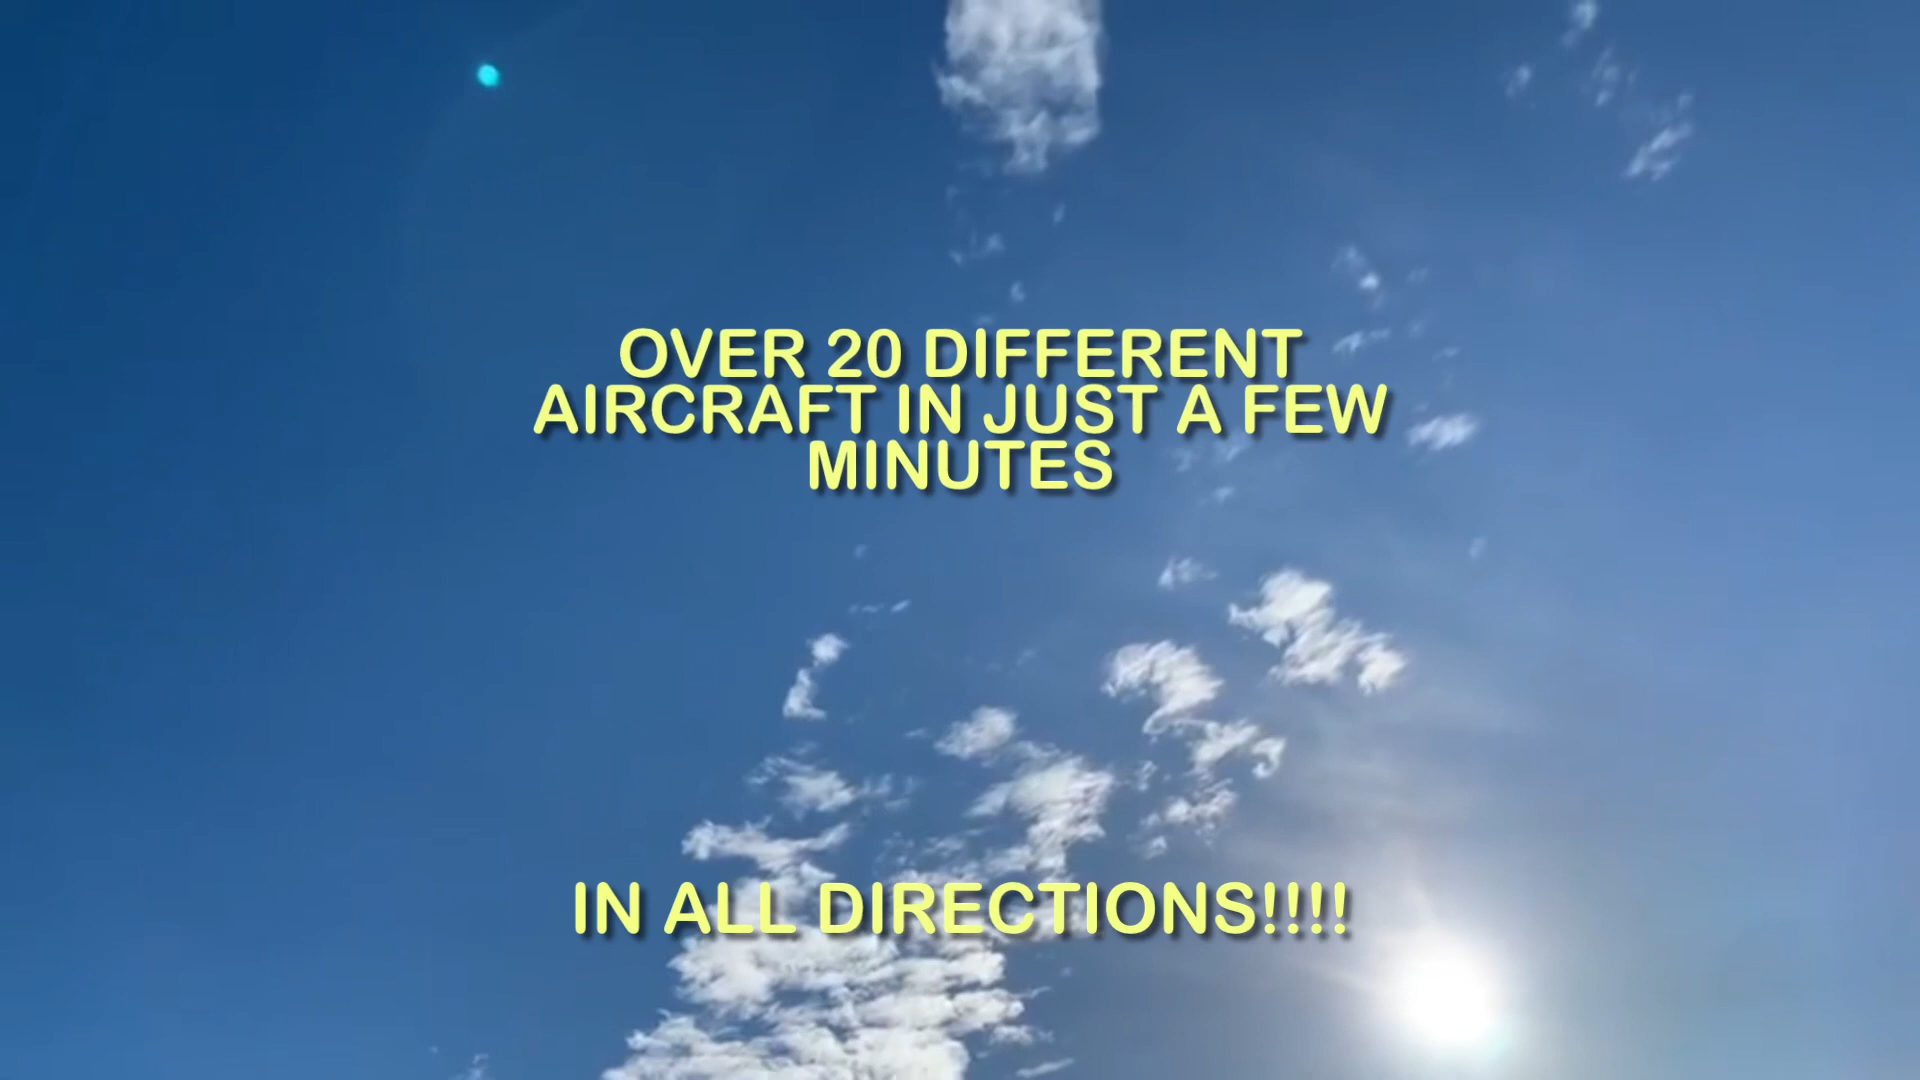 OVER 20 DIFFERENT
AIRCRAFT IN JUST A FEW
MINUTES
IN ALL DIRECTIONS!!!!